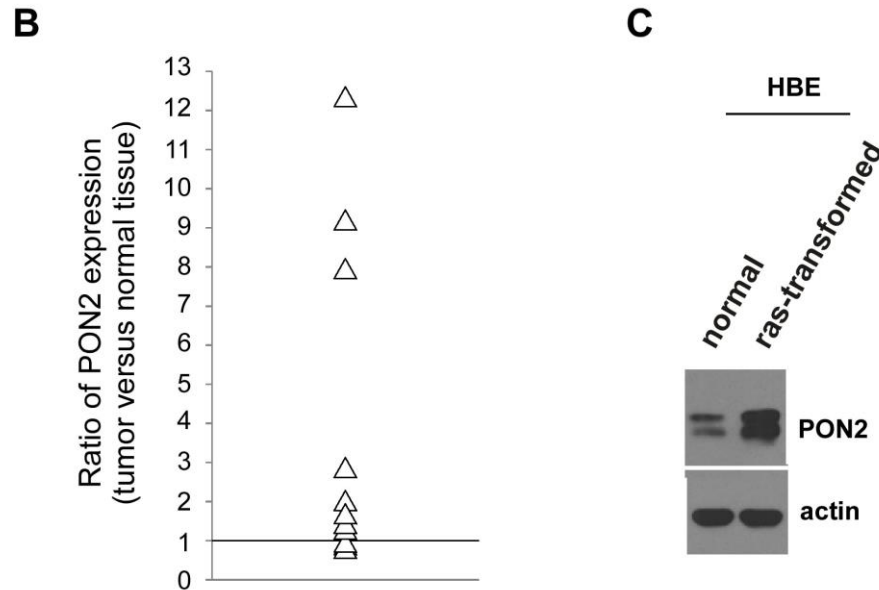 B
Ratio of PON2 expression
(tumor versus normal tissue)
13
12
11
10
9
8
7
6
5
4
3
2
1
0
C
HBE
normal
ras-transformed
PON2
actin